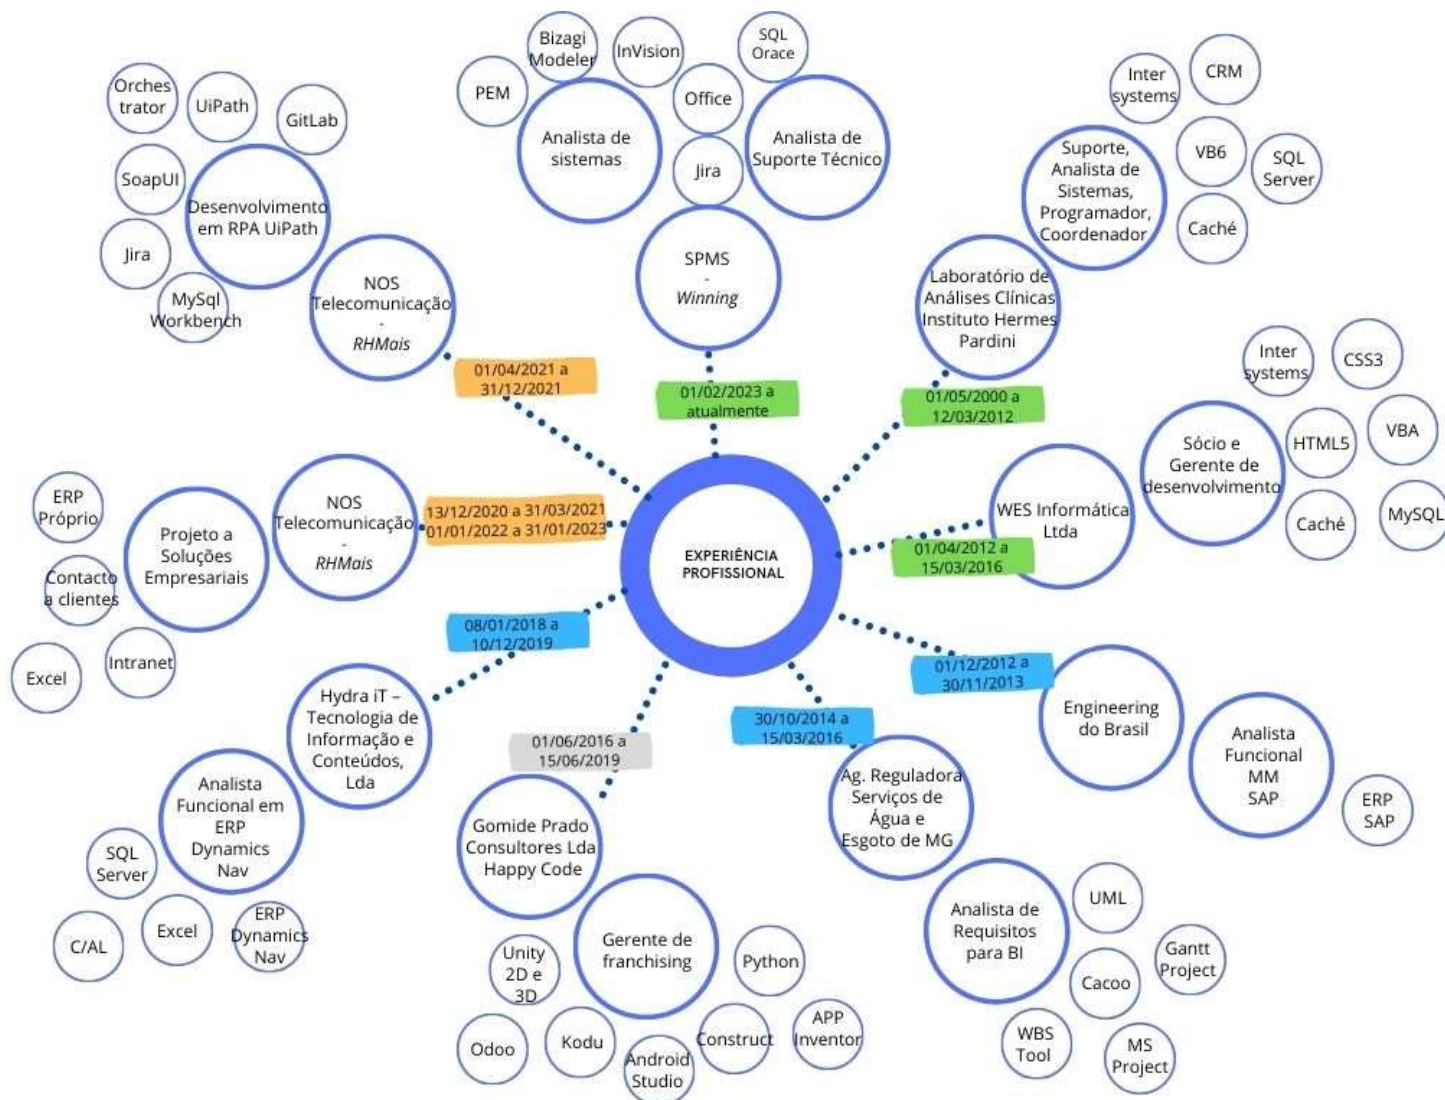 EXPERIÊNCIA
PROFISSIONAL
01/02/2023 a
atualmente
SPMS
-
Winning
Analista de
sistemas
PEM
Bizagi
Modeler
InVision
Office
Jira
Analista de
Suporte Técnico
SQL
Orace
01/05/2000 a
12/03/2012
Laboratório de
Análises Clínicas
Instituto Hermes
Pardini
Suporte,
Analista de
Sistemas,
Programador,
Coordenador
Inter
systems
CRM
VB6
SQL
Server
Caché
01/04/2012 a
15/03/2016
WES Informática
Ltda
Sócio e
Gerente de
desenvolvimento
Inter
systems
CSS3
HTML5
VBA
Caché
MySQL
01/12/2012 a
30/11/2013
Engineering
do Brasil
Analista
Funcional
MM
SAP
ERP
SAP
30/10/2014 a
15/03/2016
Ag. Reguladora
Serviços de
Água e
Esgoto de MG
Analista de
Requisitos
para BI
UML
Gantt
Project
Cacoo
WBS
Tool
MS
Project
01/06/2016 a
15/06/2019
Gomide Prado
Consultores Lda
Happy Code
Gerente de
franchising
Unity
2D e
3D
Python
Odoo
Kodu
Android
Studio
Construct
APP
Inventor
08/01/2018 a
10/12/2019
Hydra iT –
Tecnologia de
Informação e
Conteúdos,
Lda
Analista
Funcional em
ERP
Dynamics
Nav
SQL
Server
C/AL
Excel
ERP
Dynamics
Nav
13/12/2020 a 31/03/2021
01/01/2022 a 31/01/2023
NOS
Telecomunicação
-
RHMais
Projeto a
Soluções
Empresariais
ERP
Próprio
Contacto
a clientes
Excel
Intranet
01/04/2021 a
31/12/2021
NOS
Telecomunicação
-
RHMais
Desenvolvimento
em RPA UiPath
Orches
trator
UiPath
GitLab
SoapUI
Jira
MySql
Workbench